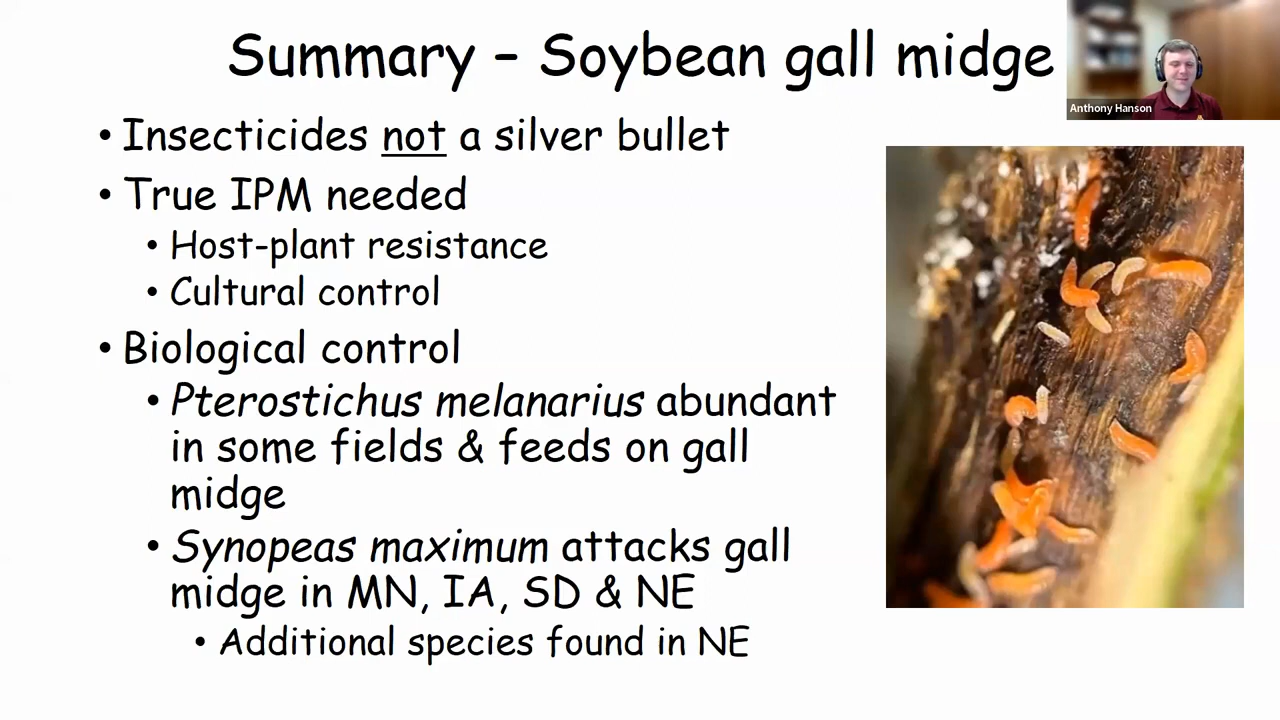 Summary – Soybean gall midge
Anthony Hanson
• Insecticides not a silver bullet
• True IPM needed
• Host-plant resistance
• Cultural control
• Biological control
• Pterostichus melanarius abundant
in some fields & feeds on gall
midge
• Synopeas maximum attacks gall
midge in MN, IA, SD & NE
• Additional species found in NE